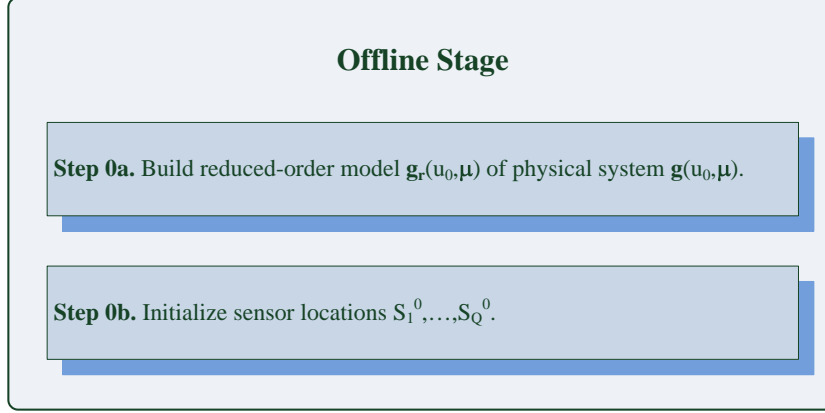 Offline Stage
Step 0a. Build reduced-order model gᵣ(u₀,μ) of physical system g(u₀,μ).
Step 0b. Initialize sensor locations S₁⁰,…,S_Q⁰.